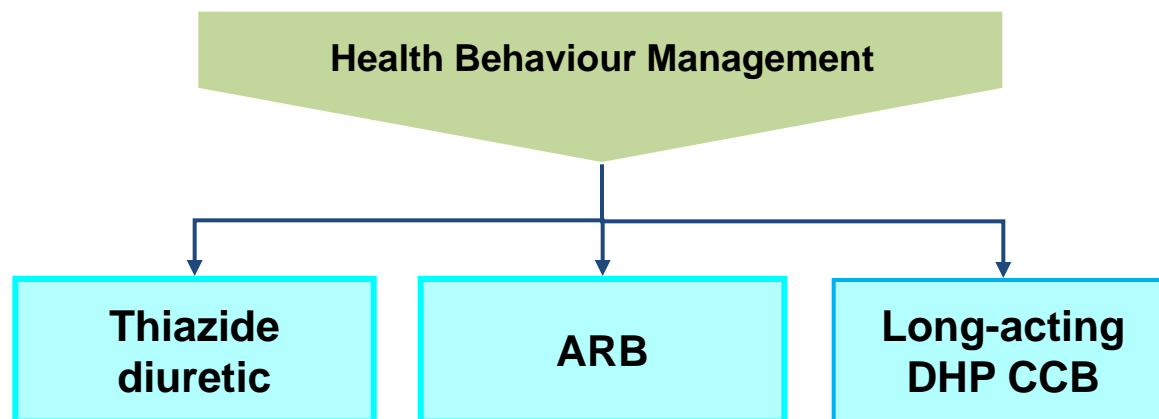 Health Behaviour Management
Thiazide
diuretic
ARB
Long-acting
DHP CCB